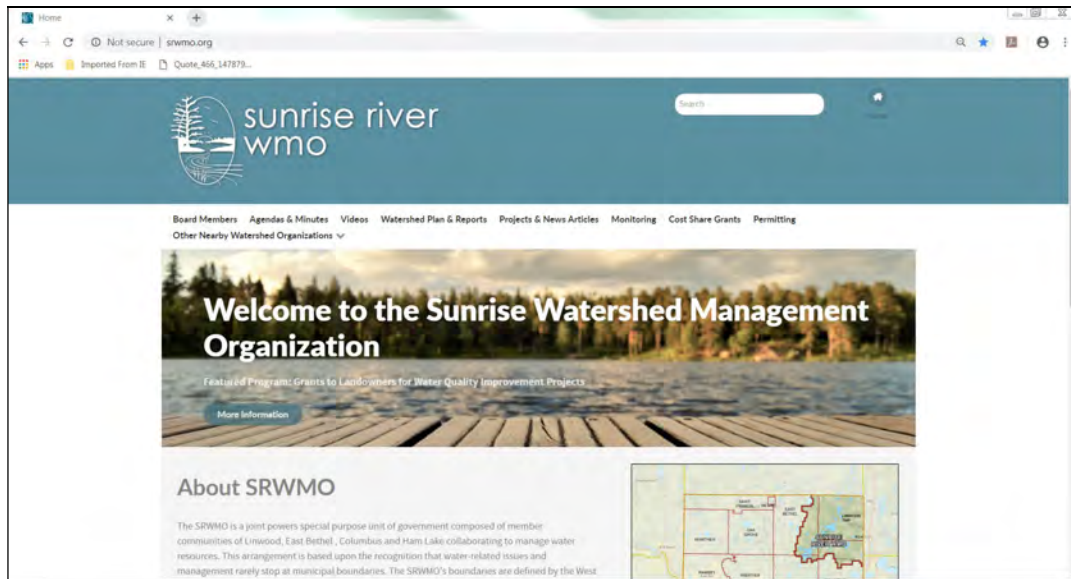 Home
Not secure | srwmo.org
Apps Imported From IE Quote_466_147879...
sunrise river
wmo
Search
Board Members Agendas & Minutes Videos Watershed Plan & Reports Projects & News Articles Monitoring Cost Share Grants Permitting
Other Nearby Watershed Organizations
Welcome to the Sunrise Watershed Management
Organization
Featured Program: Grants to Landowners for Water Quality Improvement Projects
More Information
About SRWMO
The SRWMO is a joint powers special purpose unit of government composed of member
communities of Linwood, East Bethel , Columbus and Ham Lake collaborating to manage water
resources. This arrangement is based upon the recognition that water-related issues and
management rarely stop at municipal boundaries. The SRWMO's boundaries are defined by the West